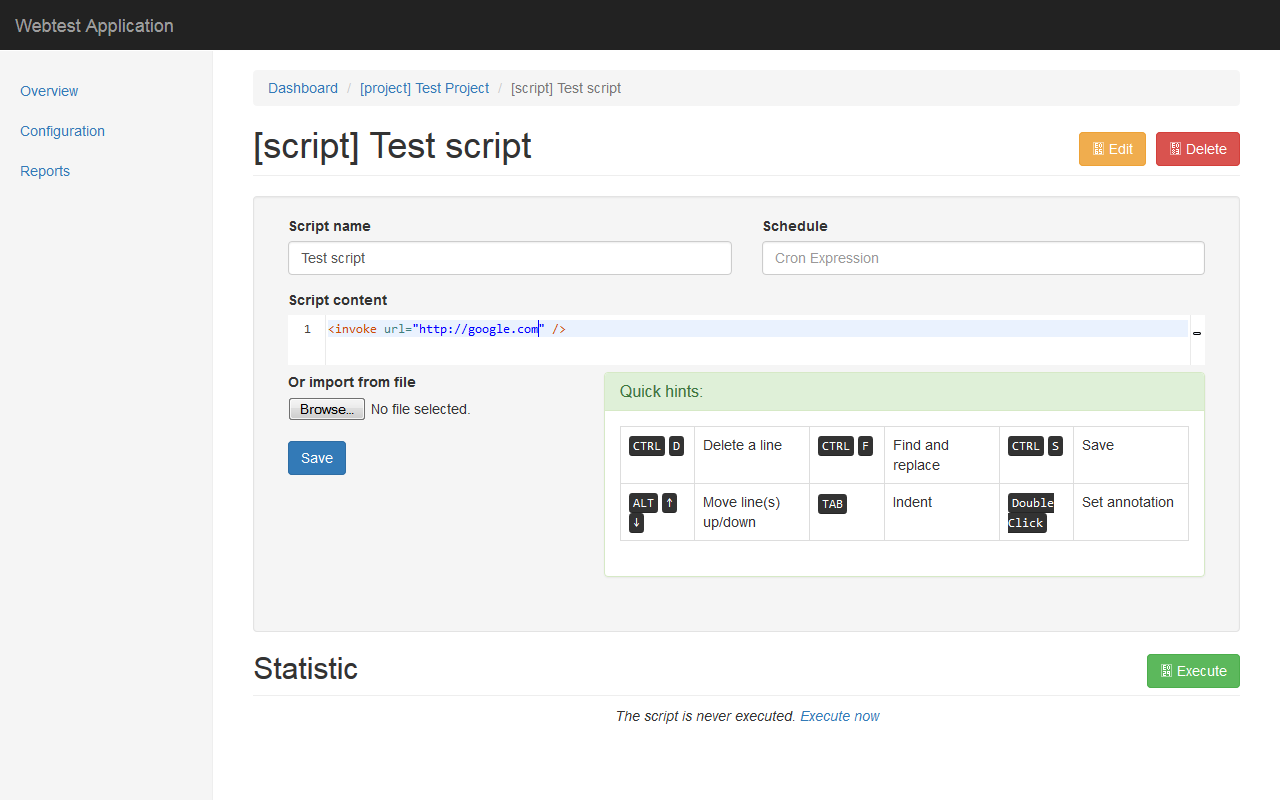 Webtest Application
Overview
Configuration
Reports
Dashboard / [project] Test Project / [script] Test script
[script] Test script
Edit
Delete
Script name
Schedule
Test script
Cron Expression
Script content
1 <invoke url="http://google.com" />
Or import from file
Browse... No file selected.
Save
Quick hints:
CTRL D Delete a line CTRL F Find and replace CTRL S Save
ALT ↑ ↓ Move line(s) up/down TAB Indent Double Click Set annotation
Statistic
Execute
The script is never executed. Execute now